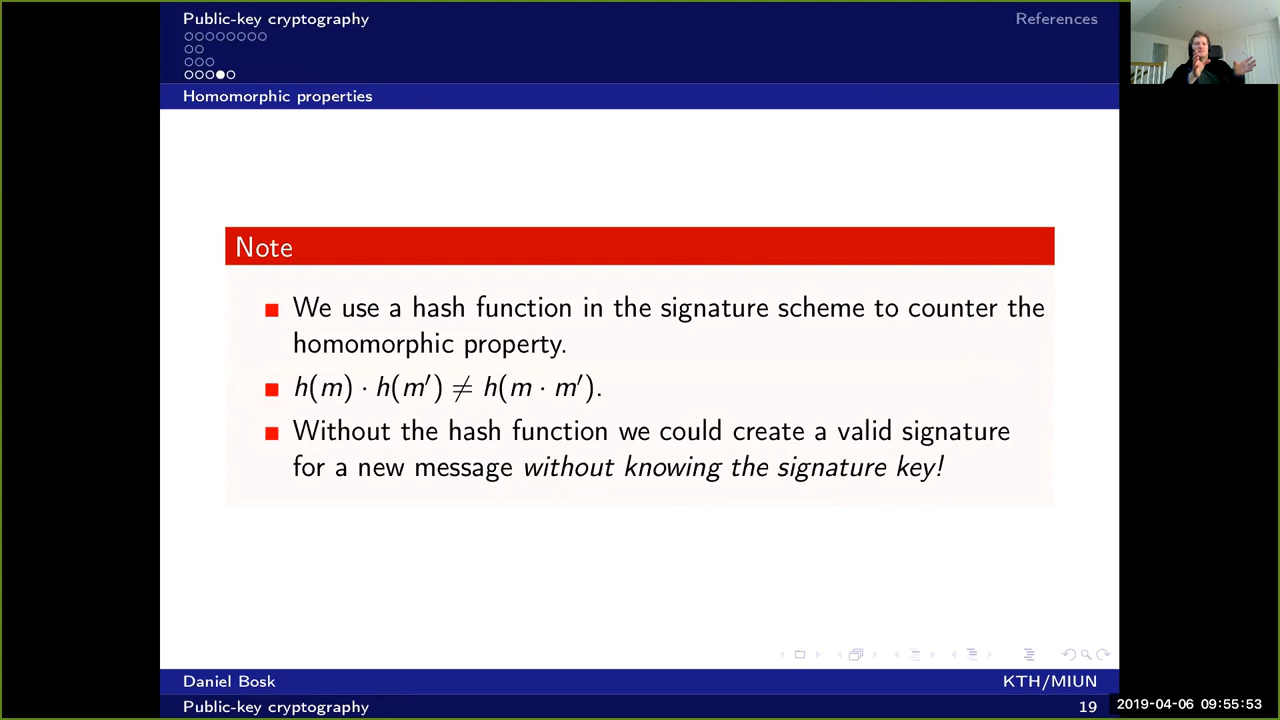 Public-key cryptography
References
Homomorphic properties
Note
We use a hash function in the signature scheme to counter the
homomorphic property.
h(m) · h(m′) ≠ h(m · m′).
Without the hash function we could create a valid signature
for a new message without knowing the signature key!
Daniel Bosk
KTH/MIUN
Public-key cryptography
19
2019-04-06 09:55:53